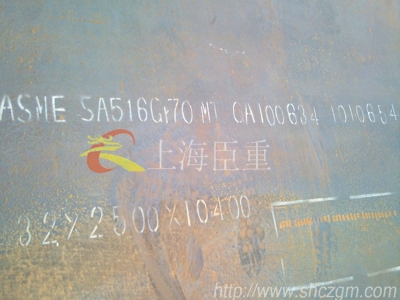 ASME SA516Gr70 MT CA100634 1010654
上海臣重
32X2500X10400
http://www.shczgm.com